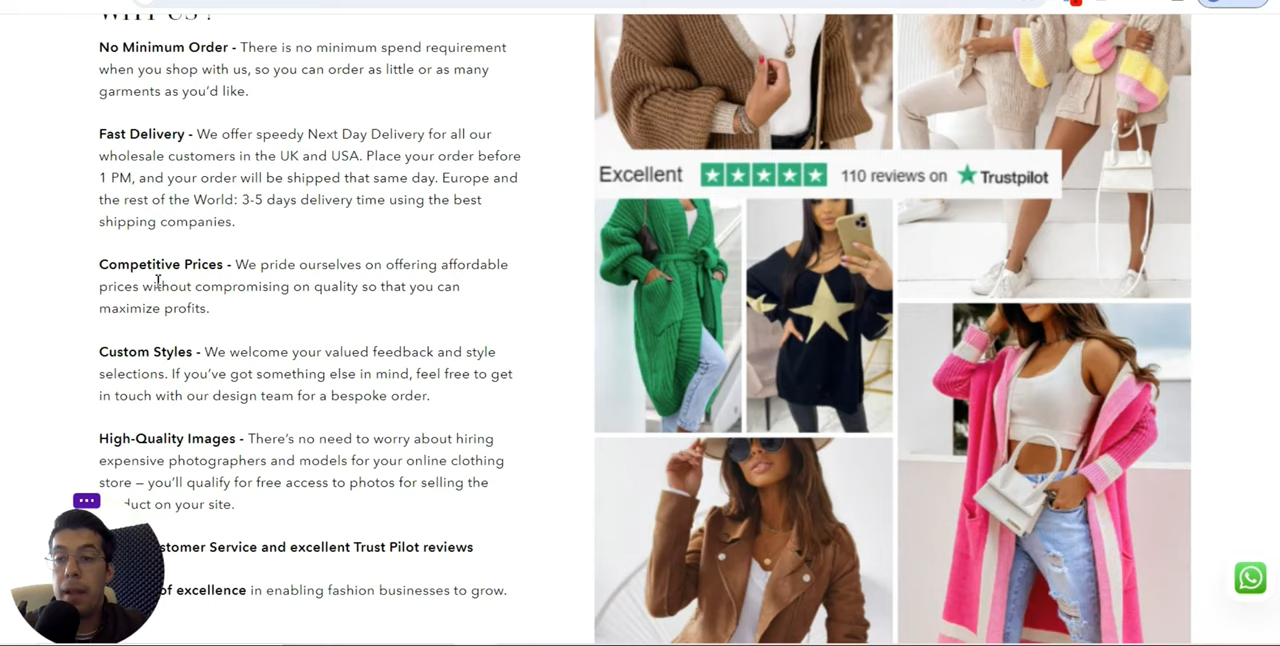 No Minimum Order - There is no minimum spend requirement
when you shop with us, so you can order as little or as many
garments as you'd like.
Fast Delivery - We offer speedy Next Day Delivery for all our
wholesale customers in the UK and USA. Place your order before
1 PM, and your order will be shipped that same day. Europe and
the rest of the World: 3-5 days delivery time using the best
shipping companies.
Competitive Prices - We pride ourselves on offering affordable
prices without compromising on quality so that you can
maximize profits.
Custom Styles - We welcome your valued feedback and style
selections. If you've got something else in mind, feel free to get
in touch with our design team for a bespoke order.
High-Quality Images - There's no need to worry about hiring
expensive photographers and models for your online clothing
store – you'll qualify for free access to photos for selling the
on your site.
Service and excellent Trust Pilot reviews
of excellence in enabling fashion businesses to grow.
Excellent 110 reviews on Trustpilot